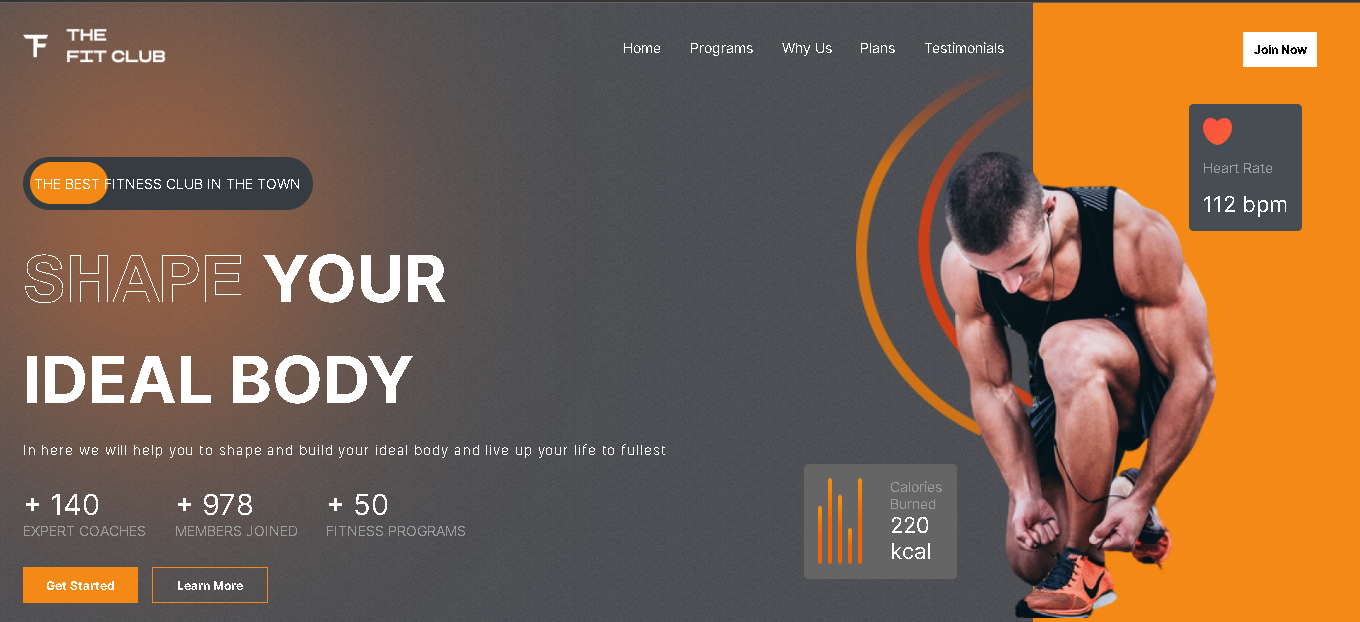 THE
FIT CLUB
Home Programs Why Us Plans Testimonials
Join Now
Heart Rate
112 bpm
THE BEST FITNESS CLUB IN THE TOWN
SHAPE YOUR
IDEAL BODY
In here we will help you to shape and build your ideal body and live up your life to fullest
+ 140 + 978 + 50
EXPERT COACHES MEMBERS JOINED FITNESS PROGRAMS
Get Started Learn More
Calories
Burned
220
kcal